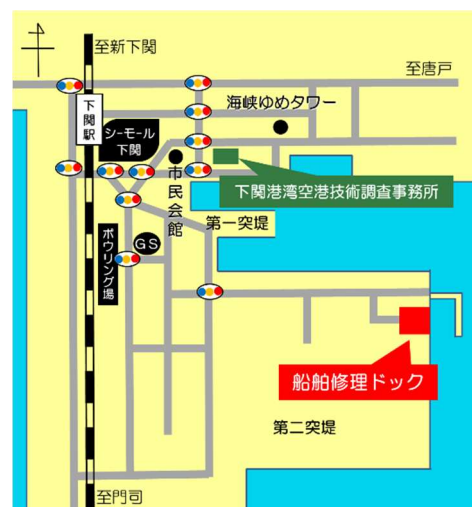 至新下関
至唐戸
下関駅
海峡ゆめタワー
シーモール
下関
市民会館
下関港湾空港技術調査事務所
第一突堤
GS
ボウリング場
船舶修理ドック
第二突堤
至門司